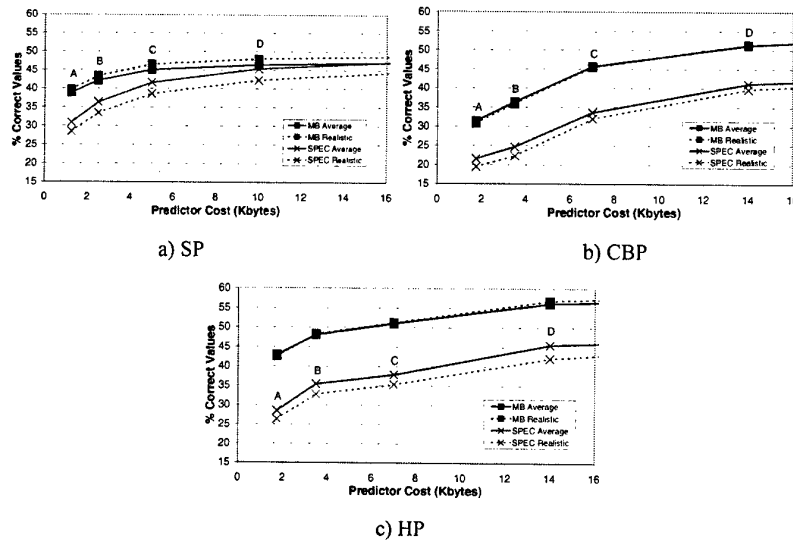 60
55
50
45
40
35
30
25
20
15
% Correct Values
A
B
C
D
MB Average
MB Realistic
SPEC Average
SPEC Realistic
0 2 4 6 8 10 12 14 16
Predictor Cost (Kbytes)
a) SP
60
55
50
45
40
35
30
25
20
15
% Correct Values
A
B
C
D
MB Average
MB Realistic
SPEC Average
SPEC Realistic
0 2 4 6 8 10 12 14 16
Predictor Cost (Kbytes)
b) CBP
60
55
50
45
40
35
30
25
20
15
% Correct Values
A
B
C
D
MB Average
MB Realistic
SPEC Average
SPEC Realistic
0 2 4 6 8 10 12 14 16
Predictor Cost (Kbytes)
c) HP